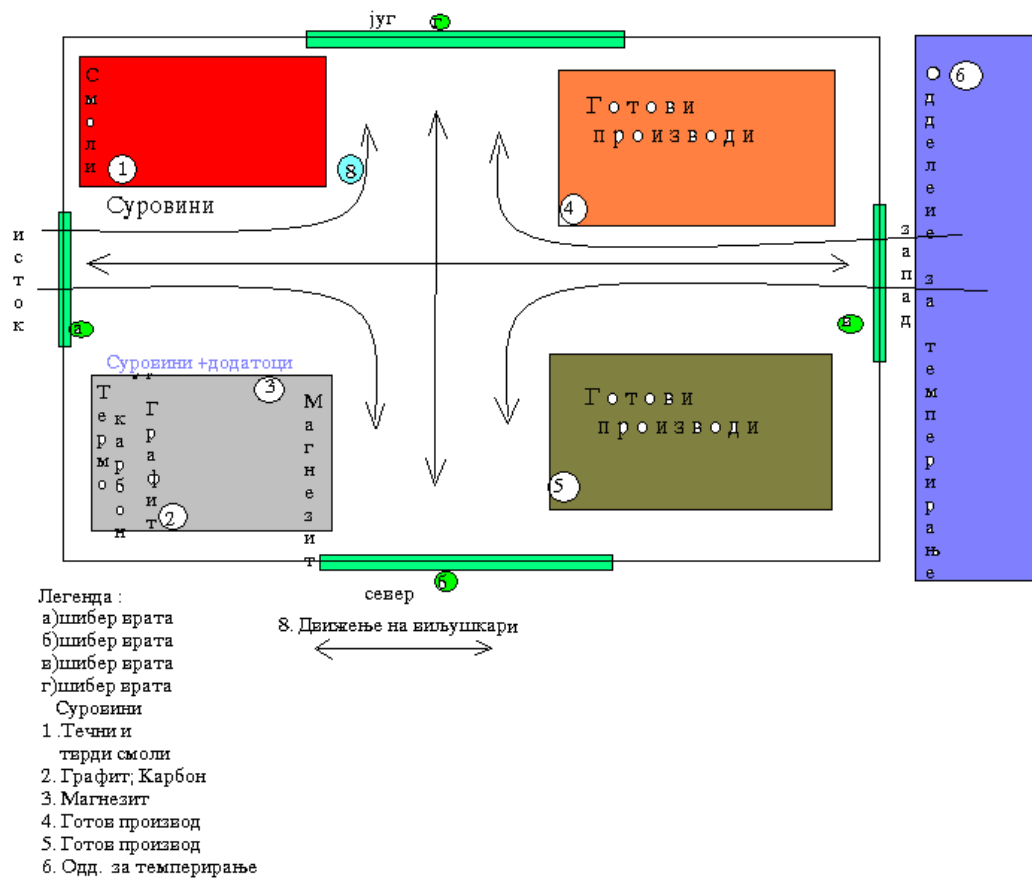 југ
г
Смоли
1
Суровини
8
Готови
производи
4
Одделеие за темперирање
6
исток
а
запад
в
Суровини +додатоци
3
Термо
карбон
Графит
Магнезит
2
Готови
производи
5
б
север
8. Движење на виљушкари
Легенда :
а)шибер врата
б)шибер врата
в)шибер врата
г)шибер врата
Суровини
1 .Течни и
тврди смоли
2. Графит; Карбон
3. Магнезит
4. Готов производ
5. Готов производ
6. Одд. за темперирање